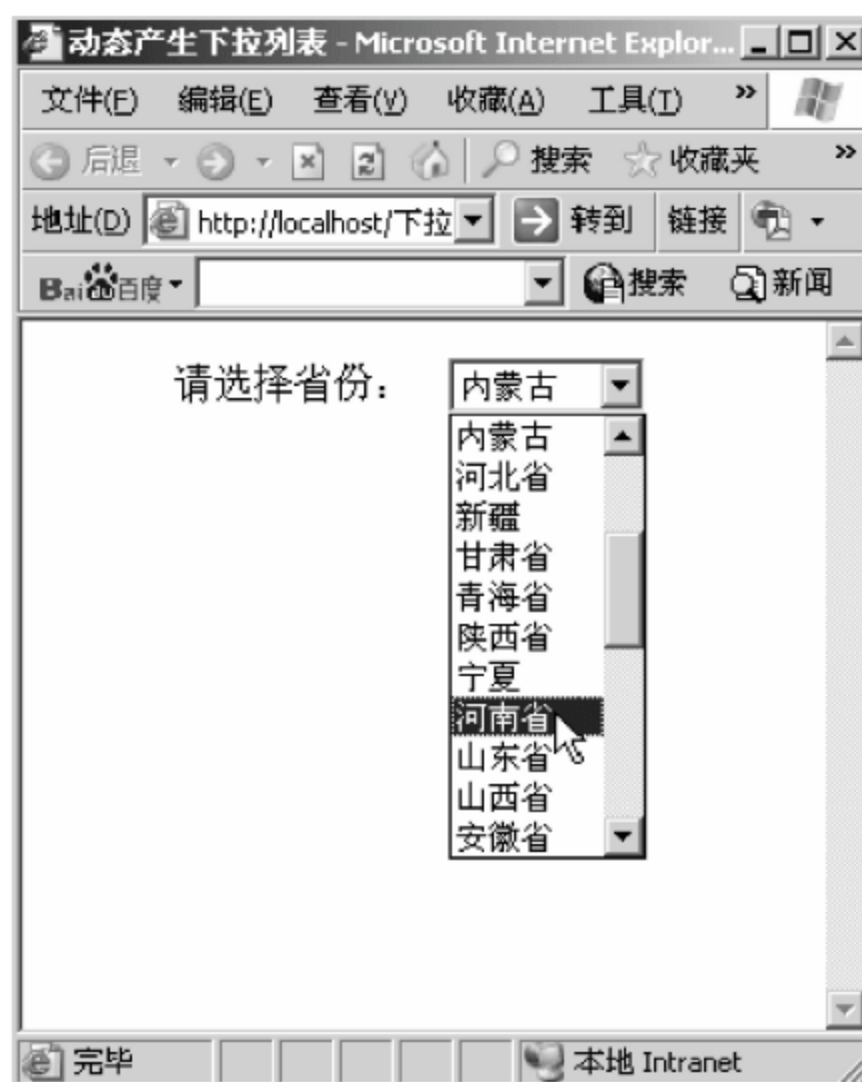 动态产生下拉列表 - Microsoft Internet Explor...
文件(F) 编辑(E) 查看(V) 收藏(A) 工具(T) »
后退 搜索 收藏夹 »
地址(D) http://localhost/下拉 转到 链接
Bai du 百度 搜索 新闻
请选择省份： 内蒙古
内蒙古
河北省
新疆
甘肃省
青海省
陕西省
宁夏
河南省
山东省
山西省
安徽省
完毕 本地 Intranet